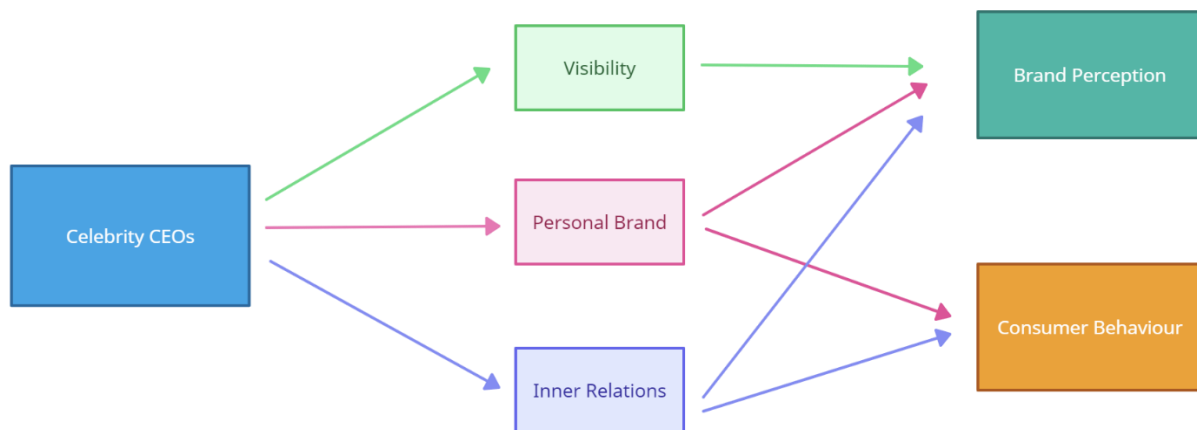 Visibility
Brand Perception
Celebrity CEOs
Personal Brand
Consumer Behaviour
Inner Relations